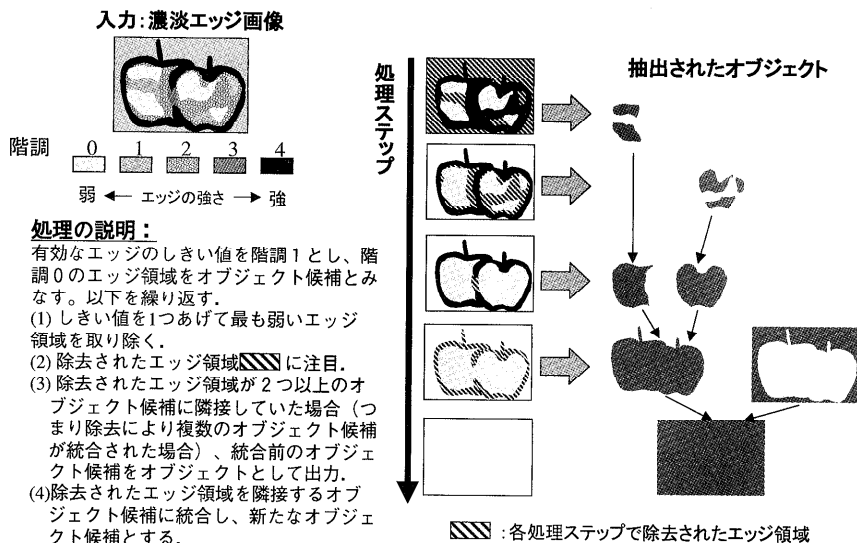 入力:濃淡エッジ画像
階調 0 1 2 3 4
弱 ← エッジの強さ → 強
処理の説明:
有効なエッジのしきい値を階調1とし、階
調0のエッジ領域をオブジェクト候補とみ
なす。以下を繰り返す.
(1) しきい値を1つあげて最も弱いエッジ
領域を取り除く.
(2) 除去されたエッジ領域 に注目.
(3) 除去されたエッジ領域が2つ以上のオ
ブジェクト候補に隣接していた場合(つ
まり除去により複数のオブジェクト候補
が統合された場合)、統合前のオブジェ
クト候補をオブジェクトとして出力.
(4)除去されたエッジ領域を隣接するオブ
ジェクト候補に統合し、新たなオブジェ
クト候補とする.
処理ステップ
抽出されたオブジェクト
:各処理ステップで除去されたエッジ領域